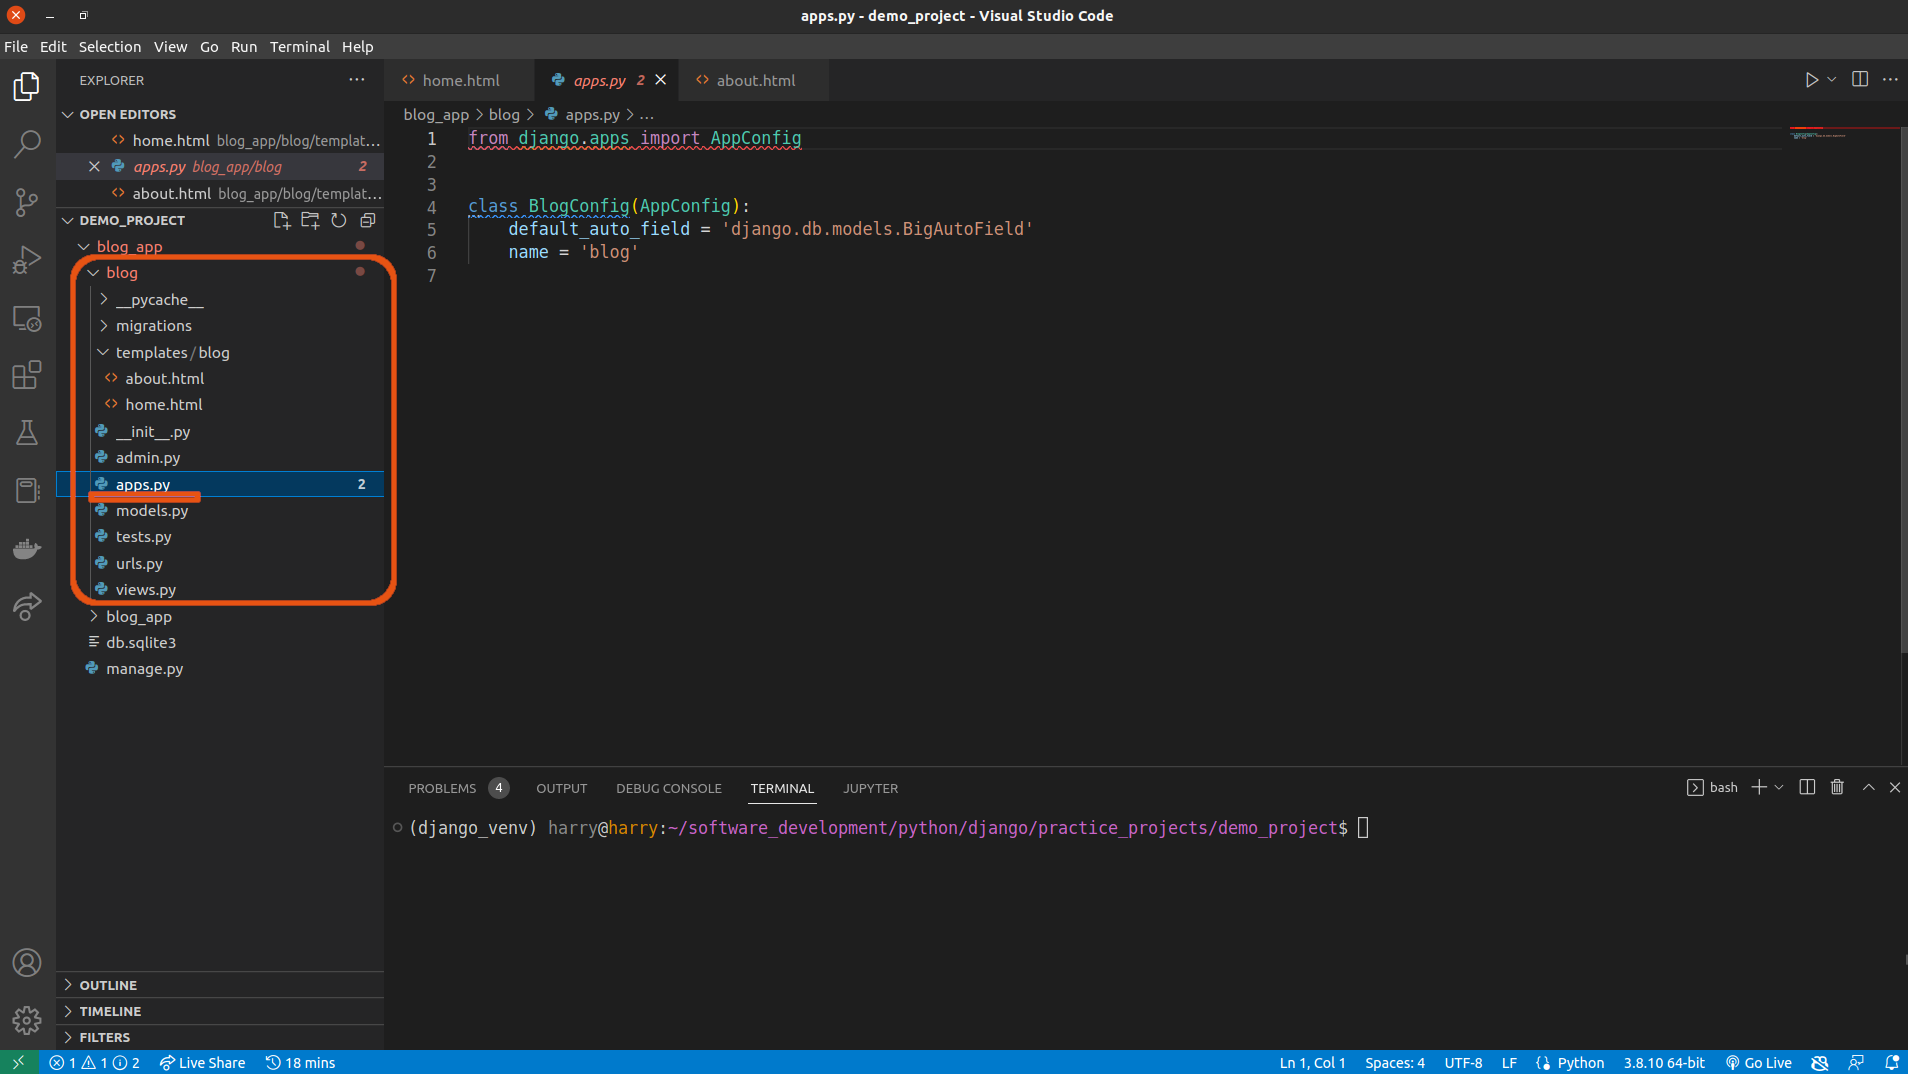 apps.py - demo_project - Visual Studio Code
File Edit Selection View Go Run Terminal Help
EXPLORER
OPEN EDITORS
home.html blog_app/blog/templat...
apps.py blog_app/blog 2
about.html blog_app/blog/templat...
DEMO_PROJECT
blog_app
blog
__pycache__
migrations
templates/blog
about.html
home.html
__init__.py
admin.py
apps.py 2
models.py
tests.py
urls.py
views.py
blog_app
db.sqlite3
manage.py
OUTLINE
TIMELINE
FILTERS
home.html apps.py 2 about.html
blog_app > blog > apps.py > ...
1 from django.apps import AppConfig
2
3
4 class BlogConfig(AppConfig):
5 default_auto_field = 'django.db.models.BigAutoField'
6 name = 'blog'
7
PROBLEMS 4 OUTPUT DEBUG CONSOLE TERMINAL JUPYTER bash
(django_venv) harry@harry:~/software_development/python/django/practice_projects/demo_project$
1 1 2 Live Share 18 mins Ln 1, Col 1 Spaces: 4 UTF-8 LF Python 3.8.10 64-bit Go Live